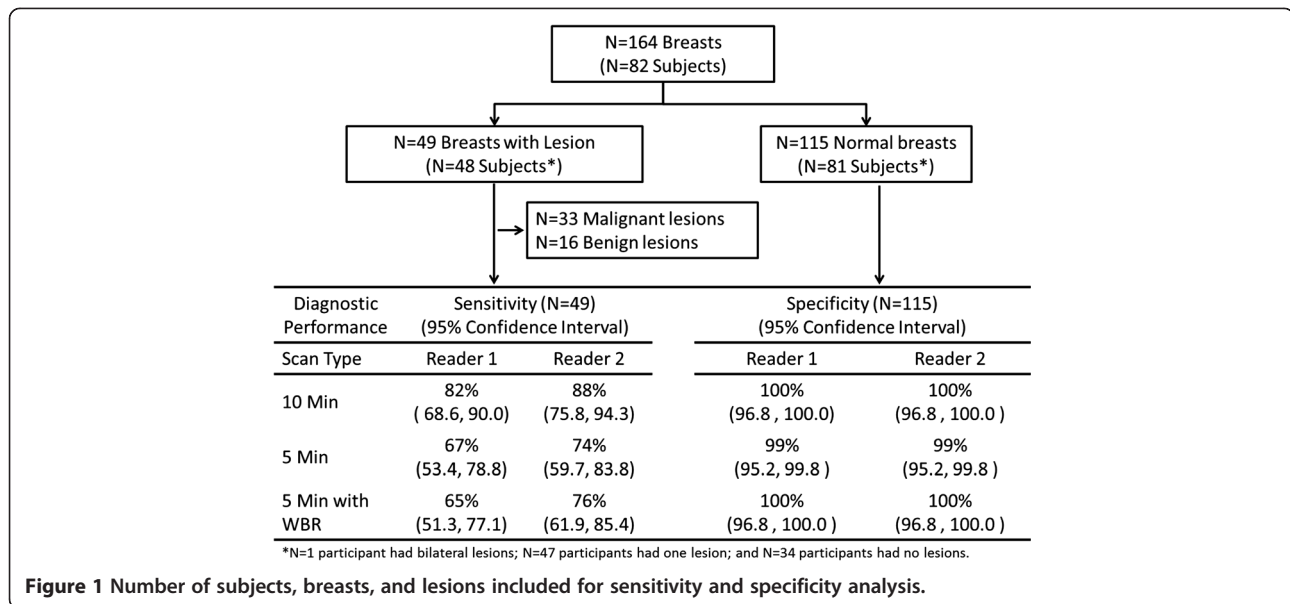 N=164 Breasts
(N=82 Subjects)
N=49 Breasts with Lesion
(N=48 Subjects*)
N=115 Normal breasts
(N=81 Subjects*)
N=33 Malignant lesions
N=16 Benign lesions
Diagnostic Performance
Sensitivity (N=49)
(95% Confidence Interval)
Specificity (N=115)
(95% Confidence Interval)
Scan Type Reader 1 Reader 2 Reader 1 Reader 2
10 Min
82% 88% 100% 100%
( 68.6, 90.0) (75.8, 94.3) (96.8 , 100.0) (96.8 , 100.0 )
5 Min
67% 74% 99% 99%
(53.4, 78.8) (59.7, 83.8) (95.2, 99.8 ) (95.2, 99.8 )
5 Min with WBR
65% 76% 100% 100%
(51.3, 77.1) (61.9, 85.4) (96.8 , 100.0 ) (96.8 , 100.0 )
*N=1 participant had bilateral lesions; N=47 participants had one lesion; and N=34 participants had no lesions.
Figure 1 Number of subjects, breasts, and lesions included for sensitivity and specificity analysis.